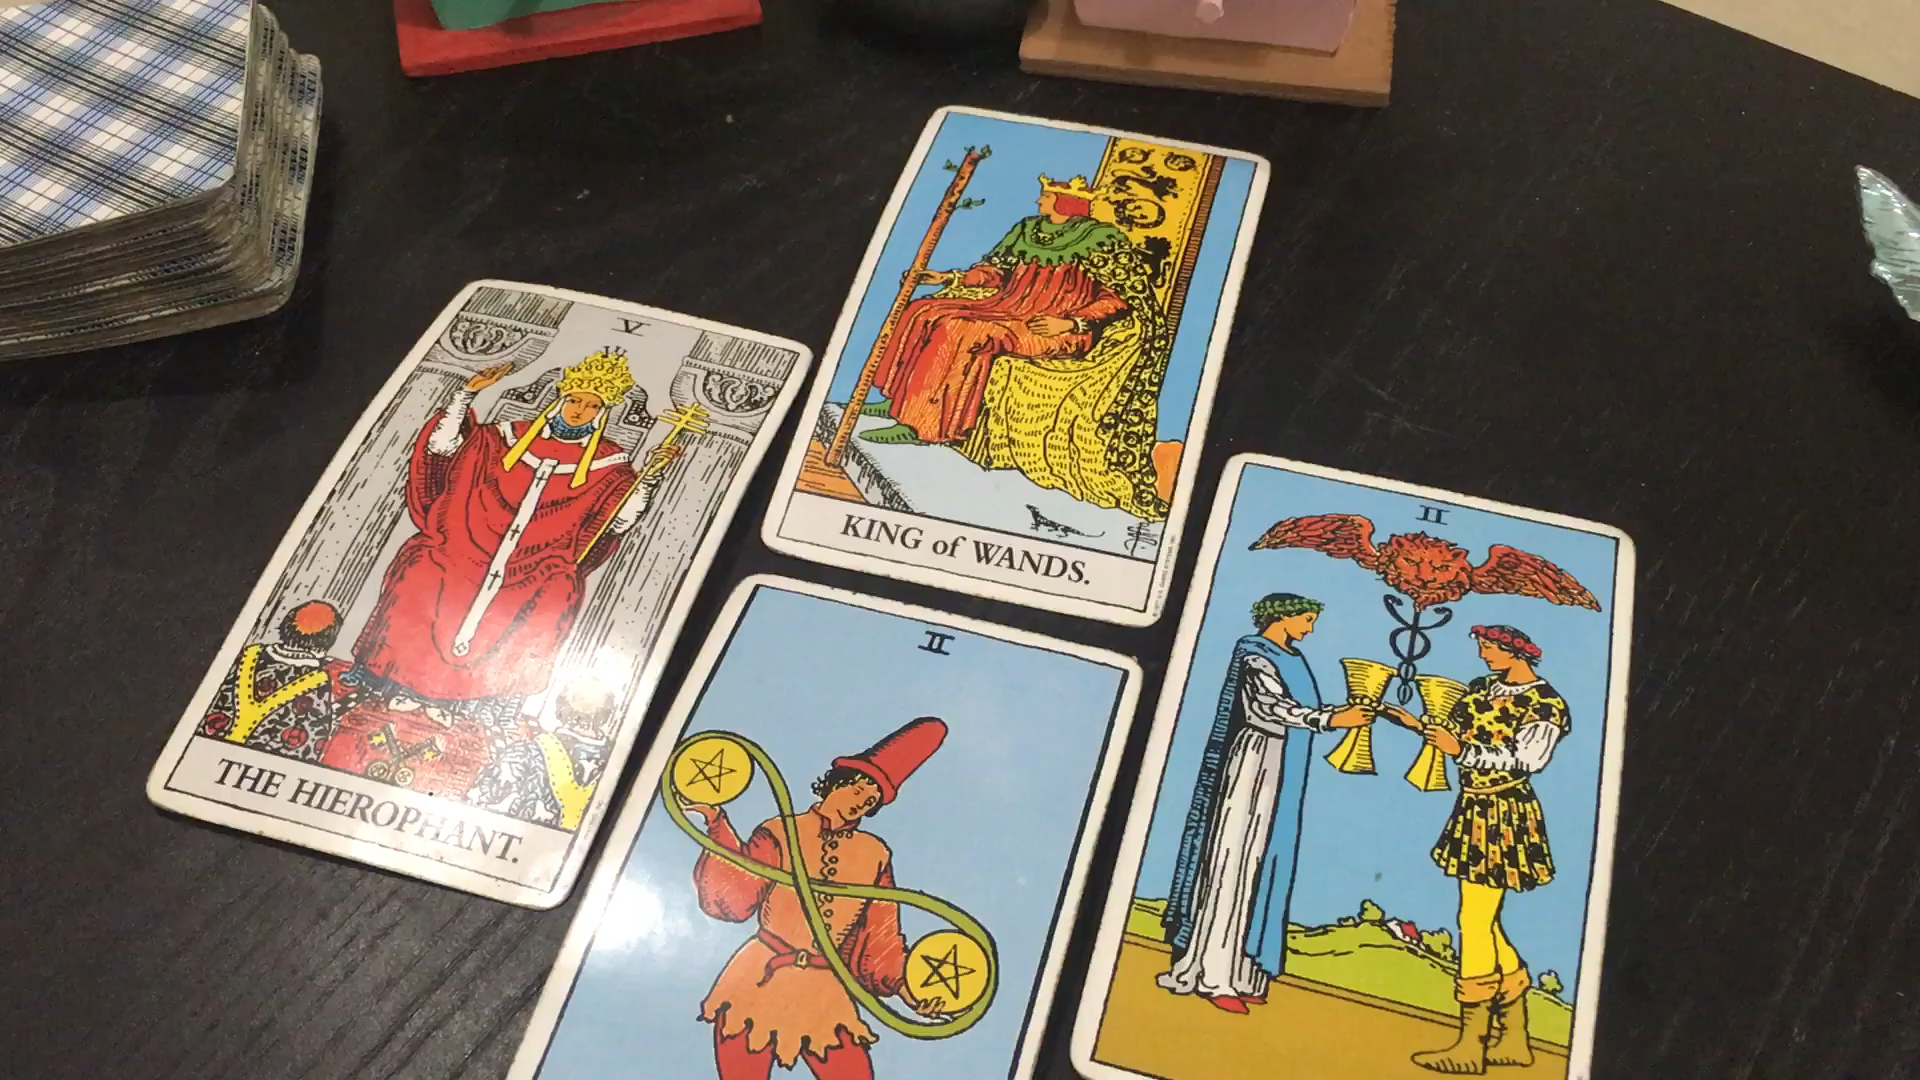 V
THE HIEROPHANT.
KING of WANDS.
II
II